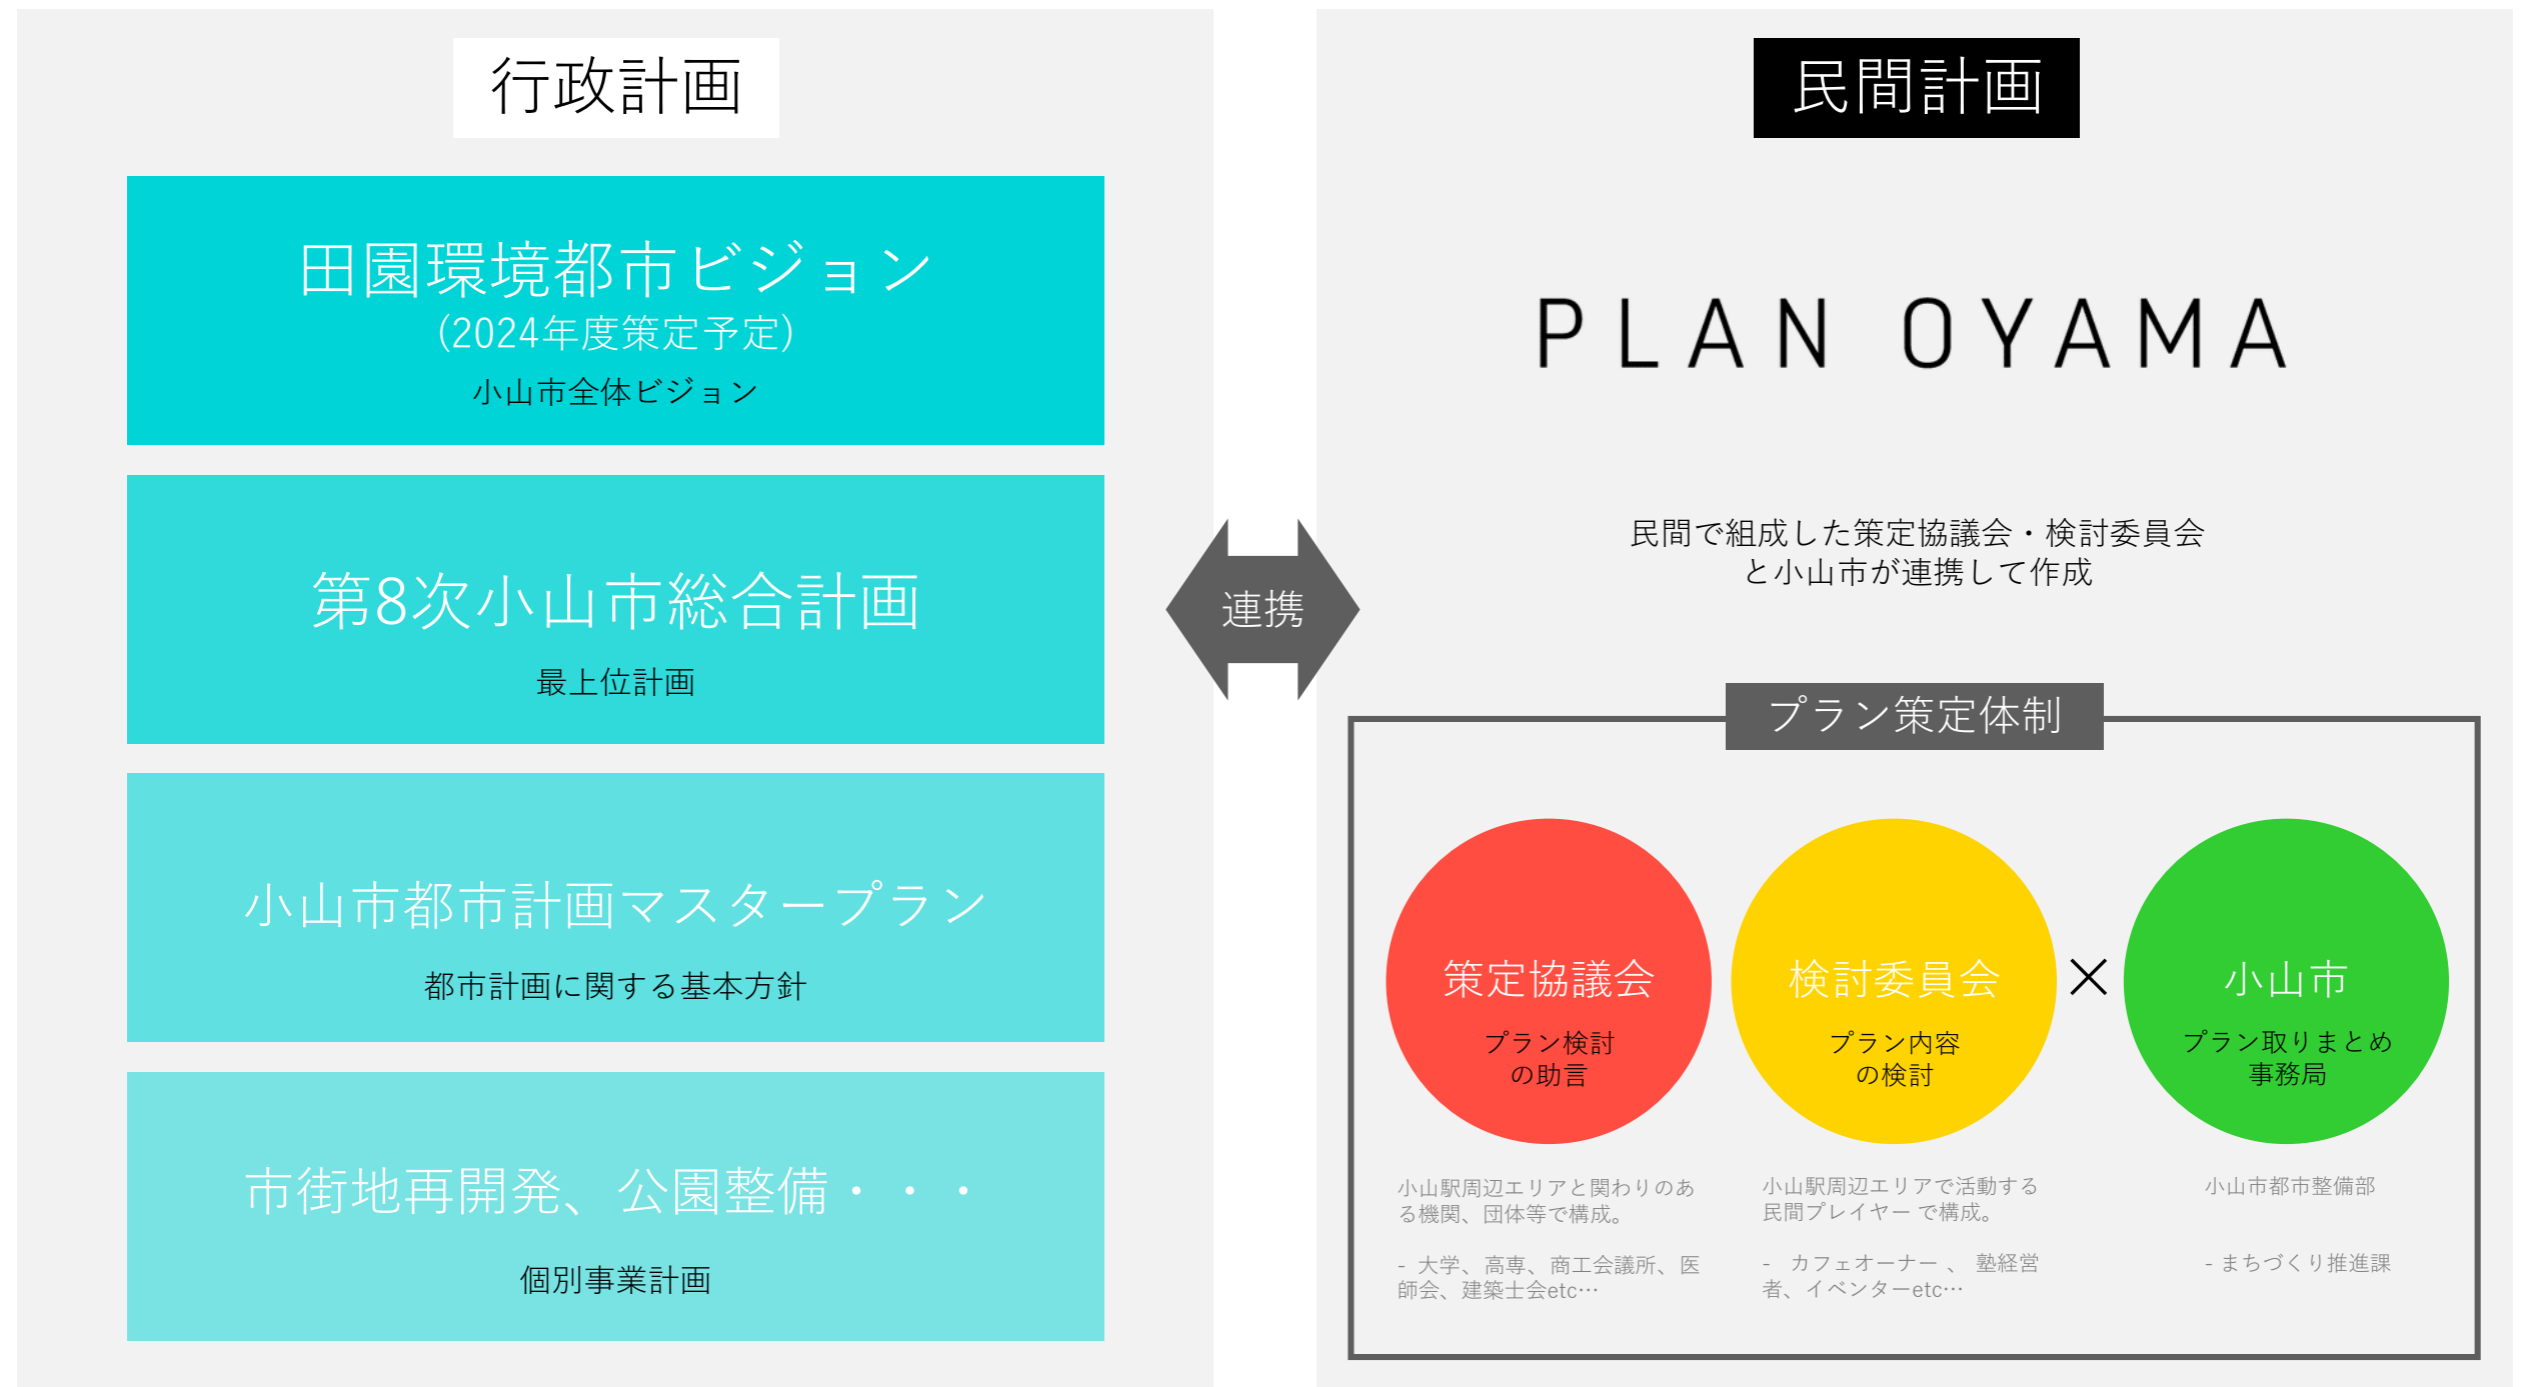 行政計画
田園環境都市ビジョン
(2024年度策定予定)
小山市全体ビジョン
第8次小山市総合計画
最上位計画
小山市都市計画マスタープラン
都市計画に関する基本方針
市街地再開発、公園整備・・・
個別事業計画
連携
民間計画
PLAN OYAMA
民間で組成した策定協議会・検討委員会
と小山市が連携して作成
プラン策定体制
策定協議会
プラン検討
の助言
小山駅周辺エリアと関わりのあ
る機関、団体等で構成。
- 大学、高専、商工会議所、医
師会、建築士会etc…
検討委員会
プラン内容
の検討
小山駅周辺エリアで活動する
民間プレイヤー で構成。
- カフェオーナー 、 塾経営
者、イベンターetc…
×
小山市
プラン取りまとめ
事務局
小山市都市整備部
- まちづくり推進課